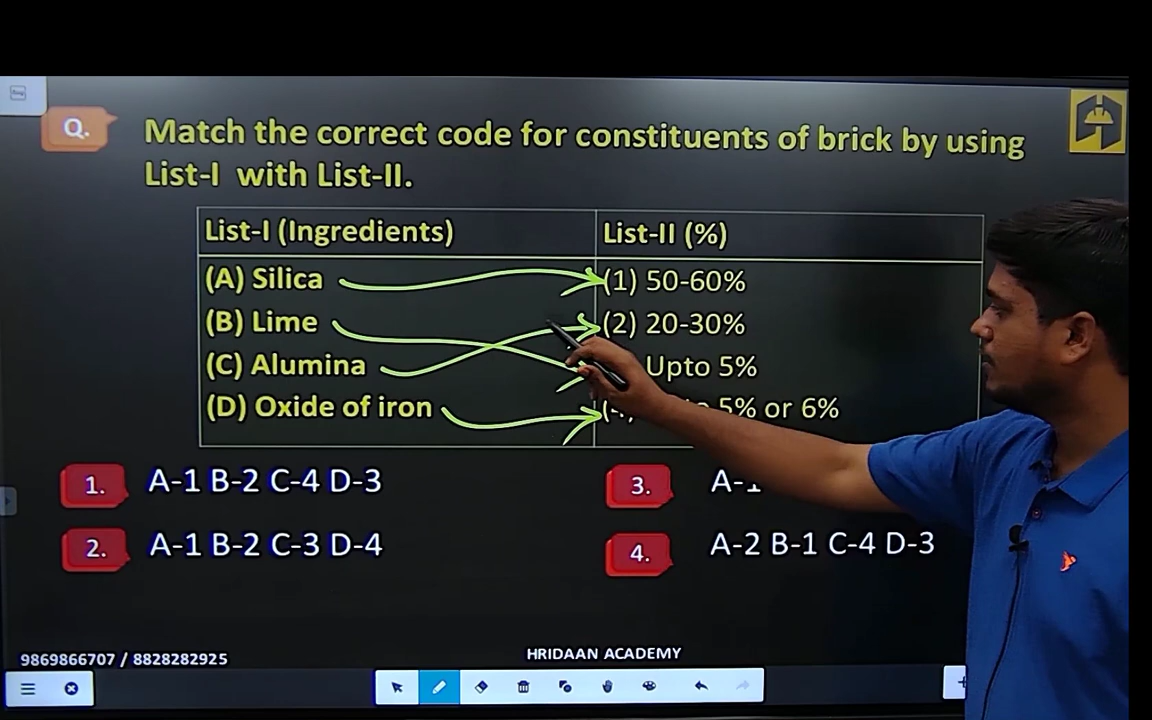 Q. Match the correct code for constituents of brick by using
List-I with List-II.
List-I (Ingredients) List-II (%)
(A) Silica (1) 50-60%
(B) Lime (2) 20-30%
(C) Alumina Upto 5%
(D) Oxide of iron 5% or 6%
1. A-1 B-2 C-4 D-3 3.
2. A-1 B-2 C-3 D-4 4. A-2 B-1 C-4 D-3
9869866707 / 8828282925 HRIDAAN ACADEMY